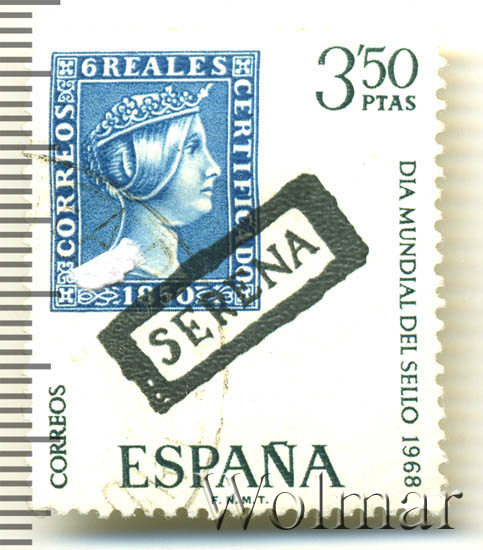 6 REALES
CORREOS
CERTIFICADO
1850
3'50
PTAS
SERENA
DIA MUNDIAL DEL SELLO 1968
CORREOS
ESPAÑA
F.N.M.T.
Wolmar